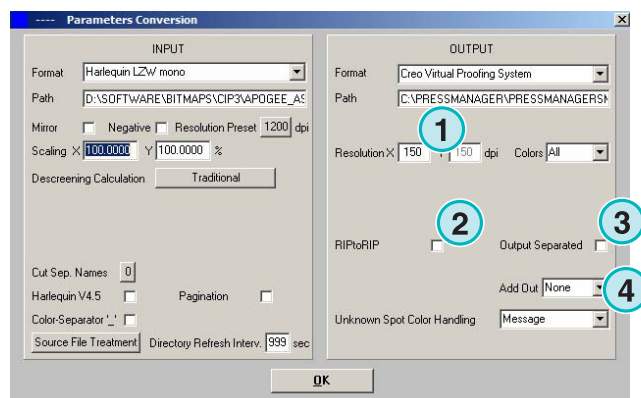 ---- Parameters Conversion
INPUT
Format Harlequin LZW mono
Path D:\SOFTWARE\BITMAPS\CIP3\APOGEE_AS
Mirror Negative Resolution Preset 1200 dpi
Scaling X 100.0000 Y 100.0000 %
Descreening Calculation Traditional
Cut Sep. Names 0
Harlequin V4.5 Pagination
Color-Separator '_'
Source File Treatment Directory Refresh Interv. 999 sec
OUTPUT
Format Creo Virtual Proofing System
Path C:\PRESSMANAGER\PRESSMANAGERSM
1
Resolution X 150 150 dpi Colors All
2
3
RIPtoRIP Output Separated
Add Out None
4
Unknown Spot Color Handling Message
OK